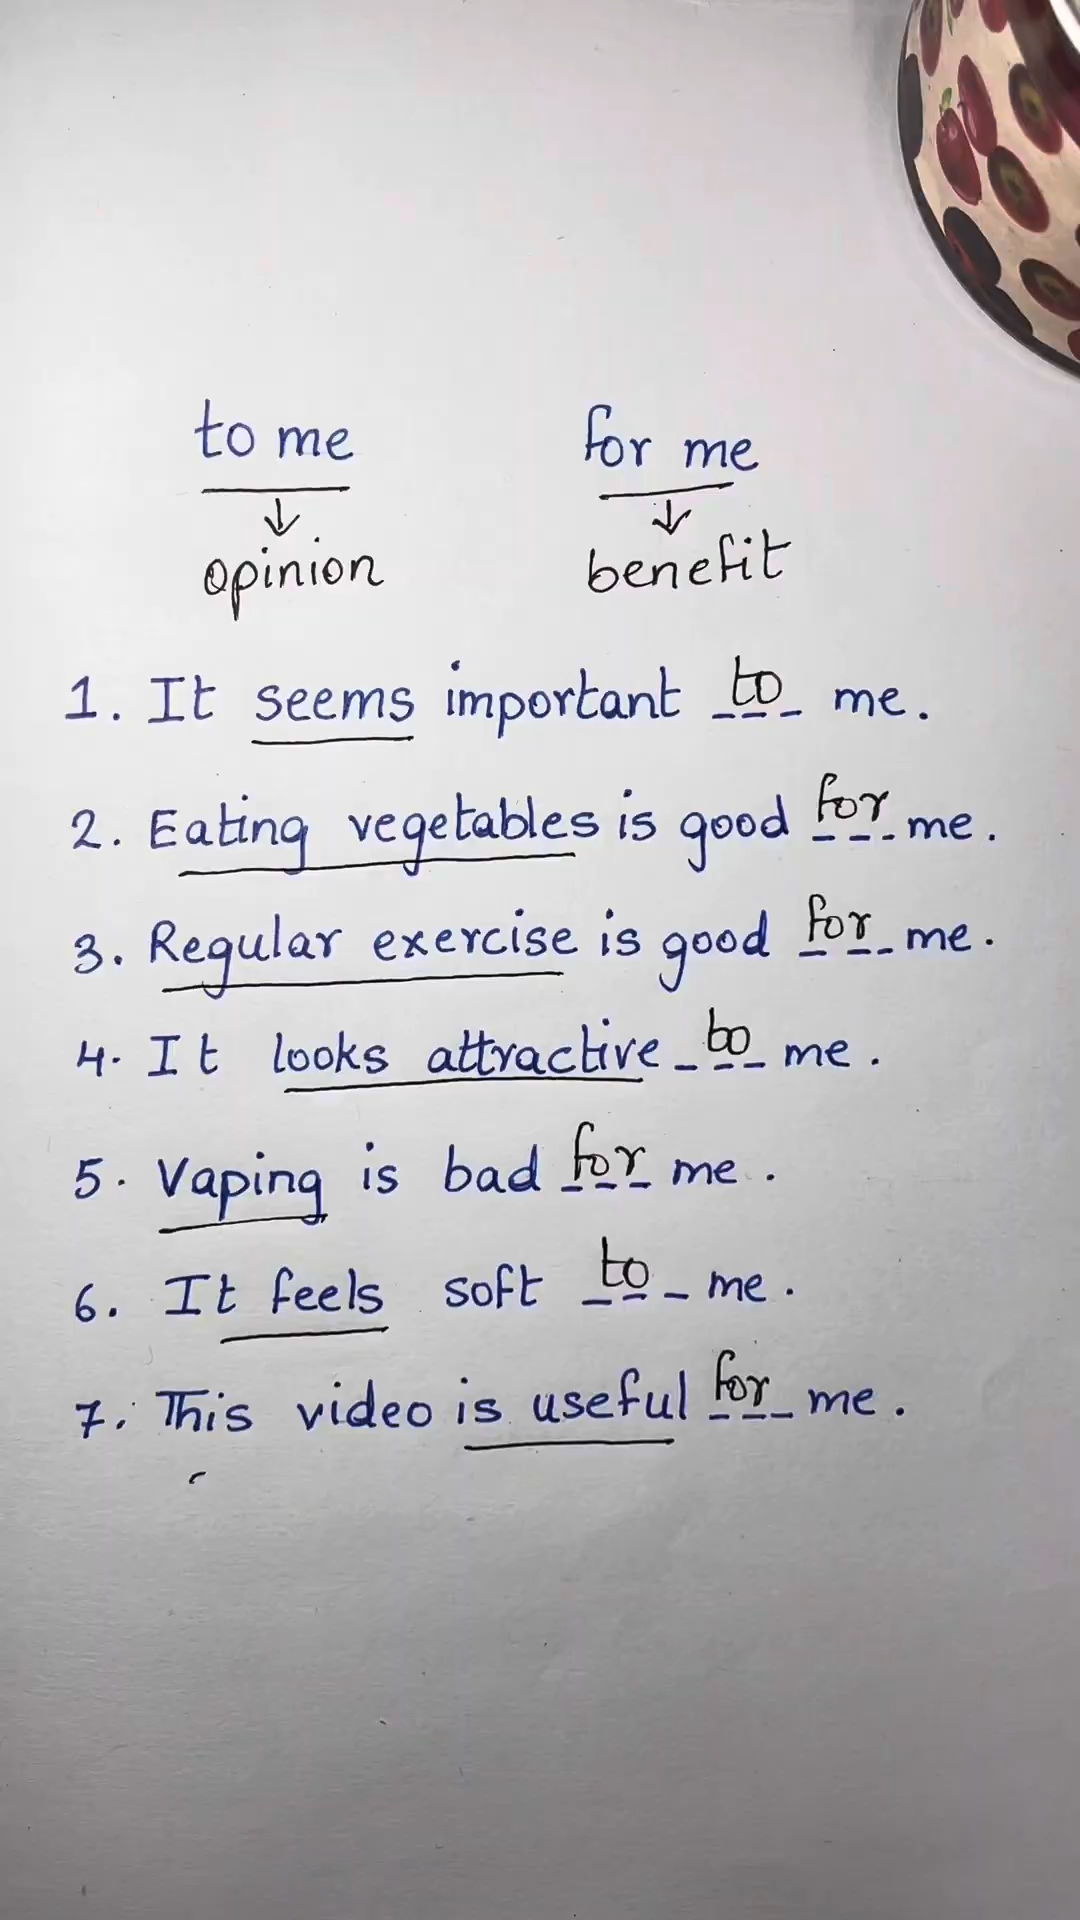 to me for me
opinion benefit
1. It seems important to me.
2. Eating vegetables is good for me.
3. Regular exercise is good for me.
4. It looks attractive to me.
5. Vaping is bad for me.
6. It feels soft to me.
7. This video is useful for me.